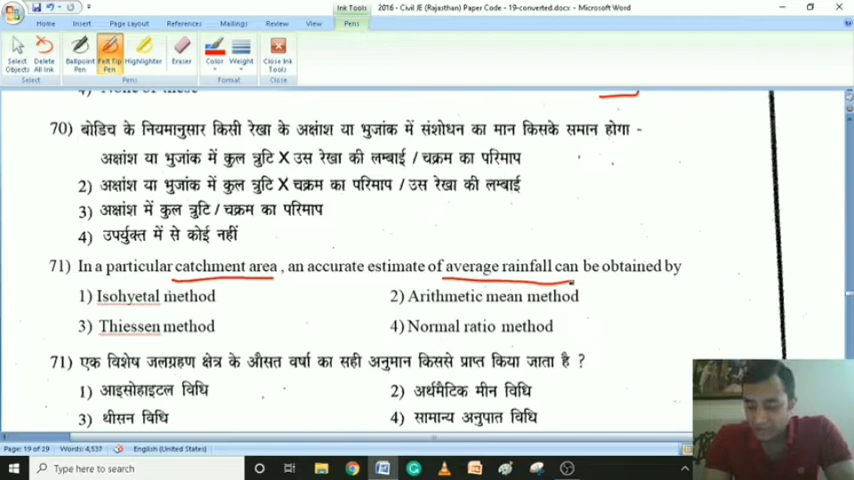 Ink Tools
2016 - Civil JE (Rajasthan) Paper Code - 19-converted.docx - Microsoft Word
Home Insert Page Layout References Mailings Review View Pens
Select Objects
Delete All Ink
Ballpoint Pen
Felt Tip Pen
Highlighter
Eraser
Color
Weight
Close Ink Tools
Pens Format Close
4) None of these
70) बोडिच के नियमानुसार किसी रेखा के अक्षांश या भुजांक में संशोधन का मान किसके समान होगा -
अक्षांश या भुजांक में कुल त्रुटि X उस रेखा की लम्बाई / चक्रम का परिमाप
2) अक्षांश या भुजांक में कुल त्रुटि X चक्रम का परिमाप / उस रेखा की लम्बाई
3) अक्षांश में कुल त्रुटि / चक्रम का परिमाप
4) उपर्युक्त में से कोई नहीं
71) In a particular catchment area , an accurate estimate of average rainfall can be obtained by
1) Isohyetal method 2) Arithmetic mean method
3) Thiessen method 4) Normal ratio method
71) एक विशेष जलग्रहण क्षेत्र के औसत वर्षा का सही अनुमान किससे प्राप्त किया जाता है ?
1) आइसोहाइटल विधि 2) अर्थमैटिक मीन विधि
3) थीसन विधि 4) सामान्य अनुपात विधि
Page: 19 of 29 Words: 4,537 English (United States)
Type here to search